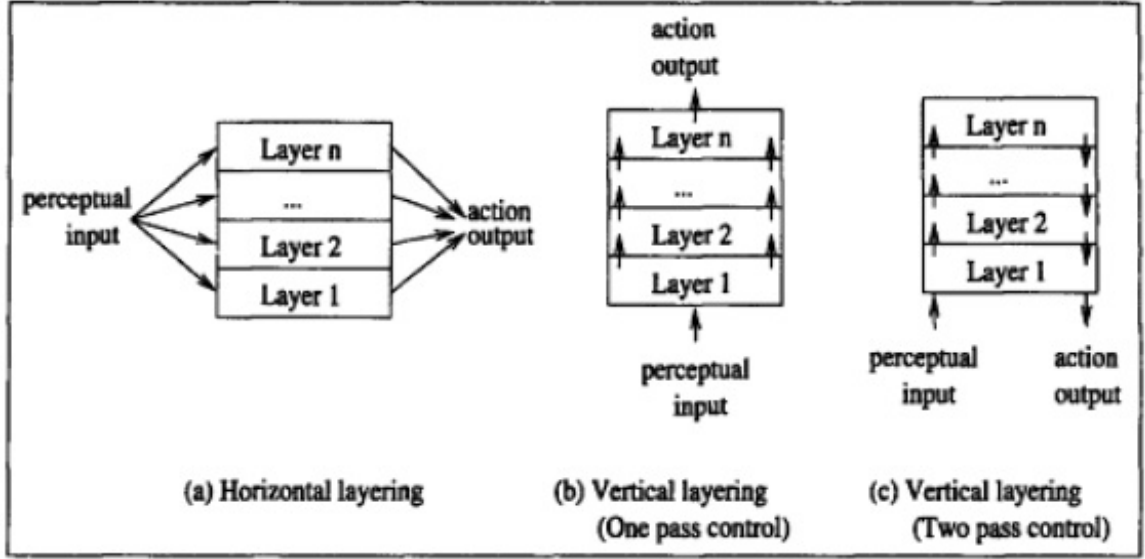 perceptual
input
Layer n
...
Layer 2
Layer 1
action
output
(a) Horizontal layering
action
output
Layer n
...
Layer 2
Layer 1
perceptual
input
(b) Vertical layering
(One pass control)
Layer n
...
Layer 2
Layer 1
perceptual
input
action
output
(c) Vertical layering
(Two pass control)